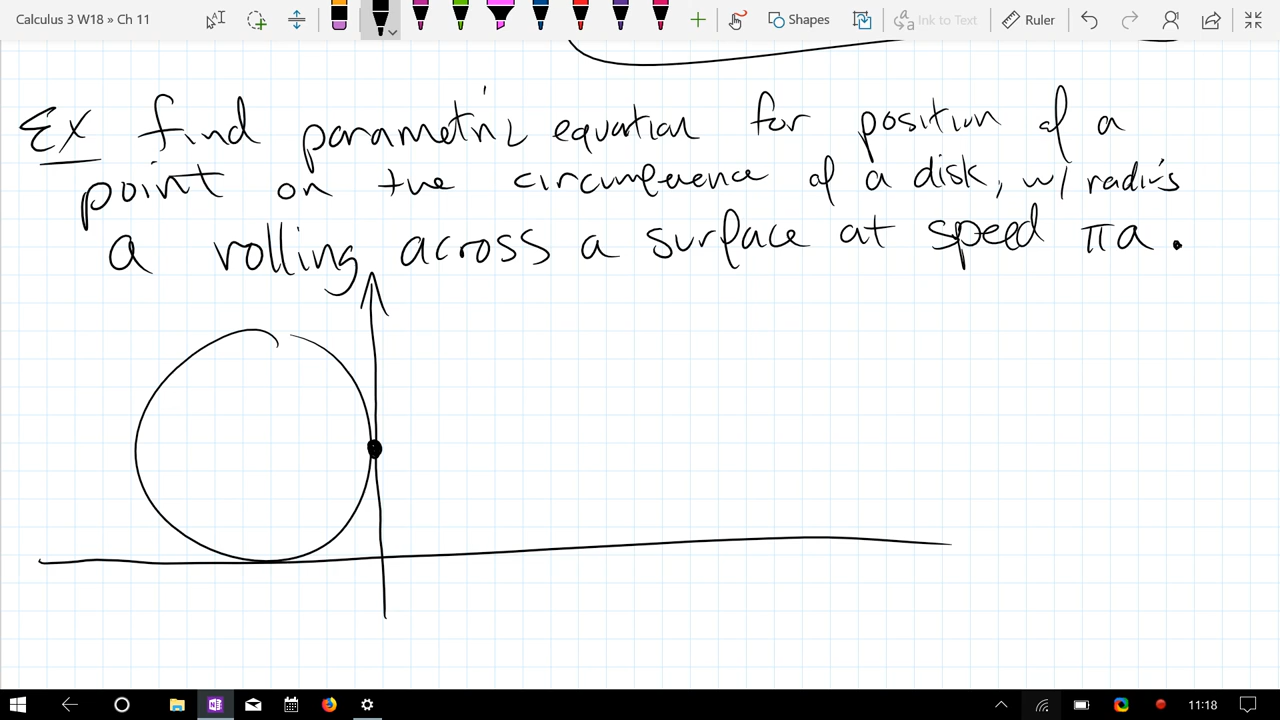 Calculus 3 W18 » Ch 11
Ink to Text
Shapes
Ruler
Ex find parametric equation for position of a
point on the circumference of a disk, w/ radius
a rolling across a surface at speed πa.
11:18